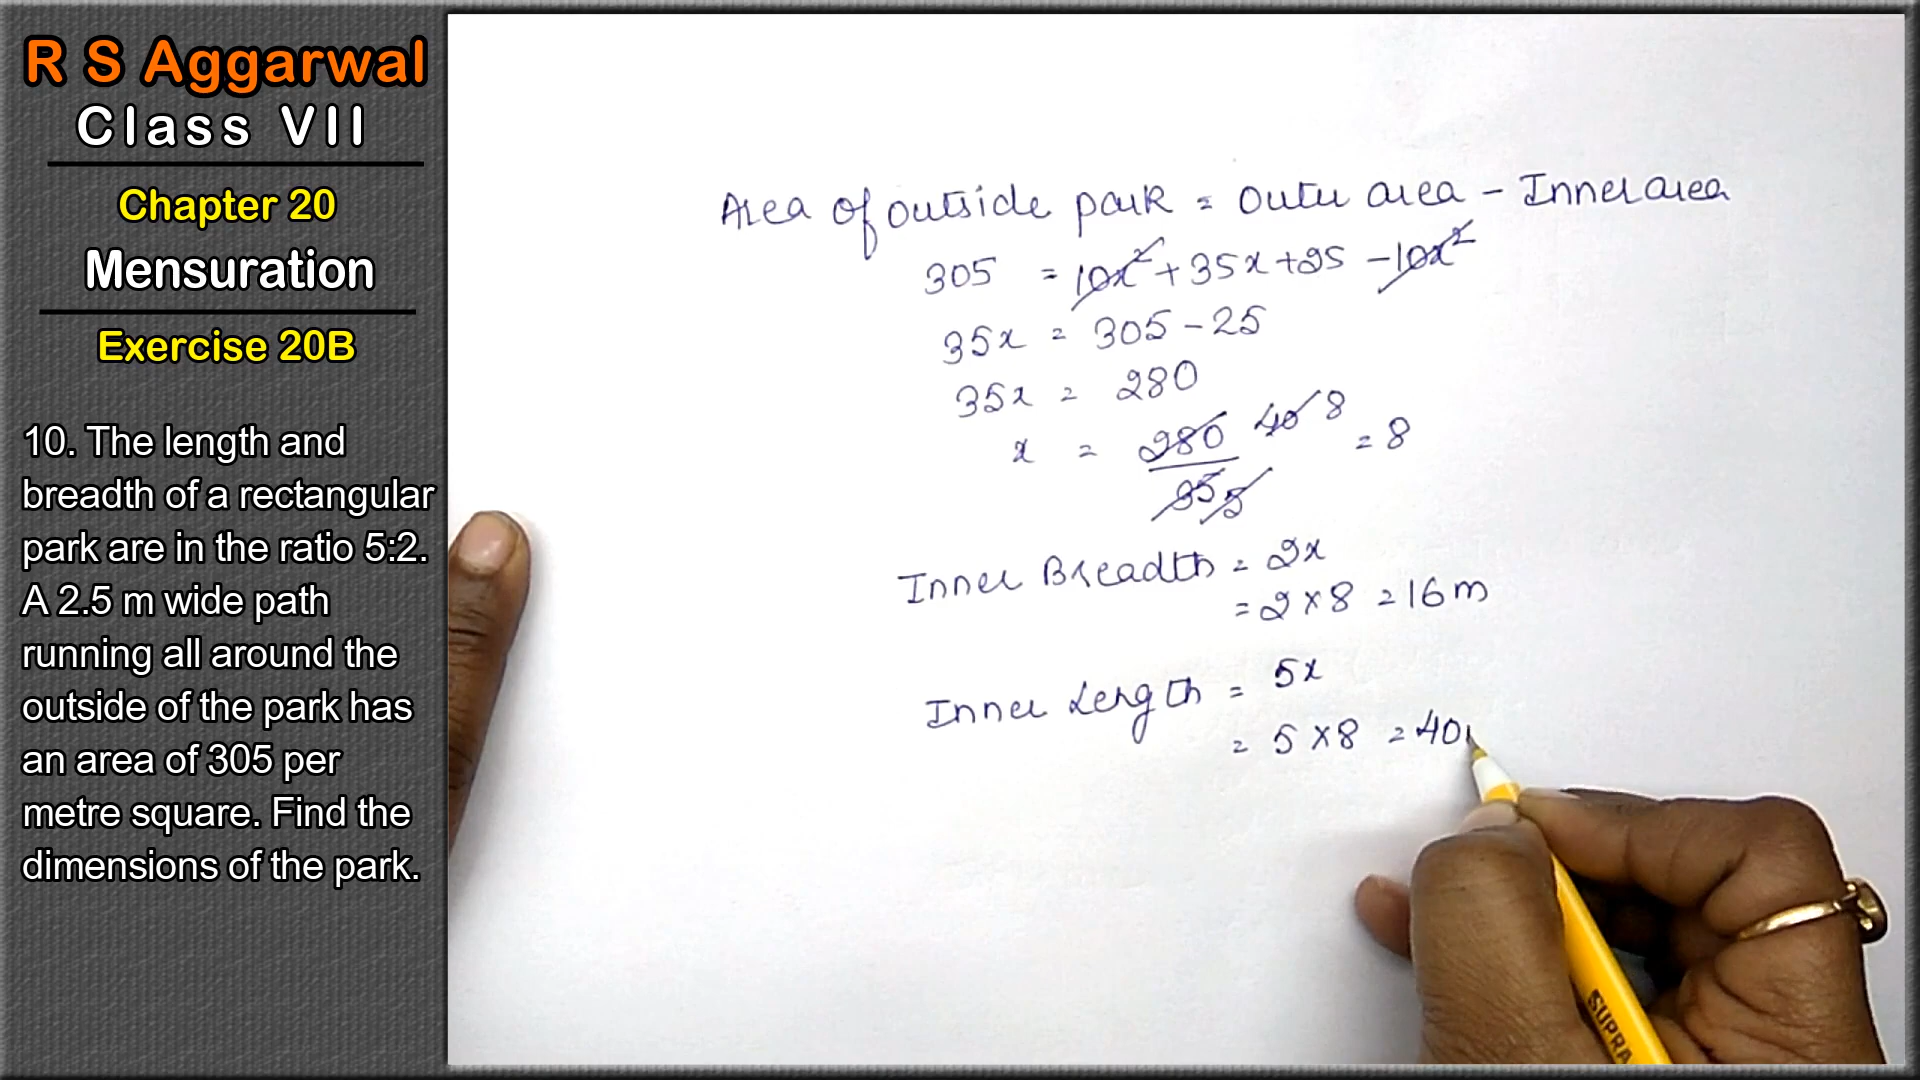 R S Aggarwal
Class VII
Chapter 20
Mensuration
Exercise 20B
10. The length and
breadth of a rectangular
park are in the ratio 5:2.
A 2.5 m wide path
running all around the
outside of the park has
an area of 305 per
metre square. Find the
dimensions of the park.
Area of outside park = outer area - Inner area
305 = 10x² + 35x + 25 - 10x²
35x = 305 - 25
35x = 280
x = 280/35 40 8 = 8
5
Inner Breadth = 2x
= 2 × 8 = 16 m
Inner Length = 5x
= 5 × 8 = 40
SUPRA